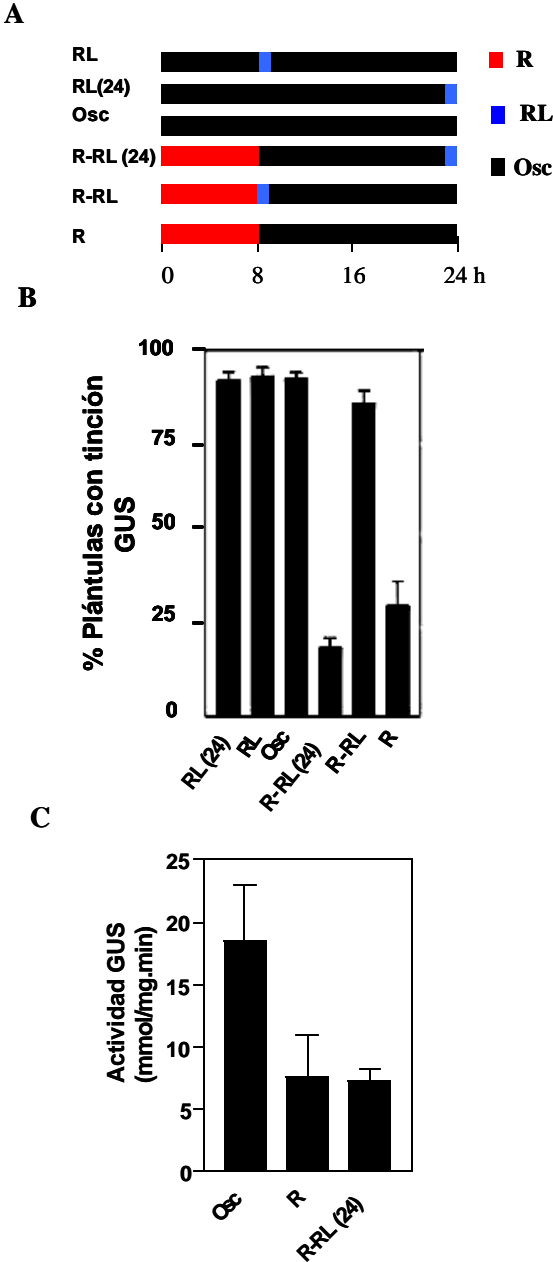 A
RL
RL(24)
Osc
R-RL (24)
R-RL
R
R
RL
Osc
0 8 16 24 h
B
100
75
50
25
0
% Plántulas con tinción
GUS
RL (24)
RL
Osc
R-RL (24)
R-RL
R
C
25
20
15
10
5
0
Actividad GUS
(mmol/mg.min)
Osc
R
R-RL (24)